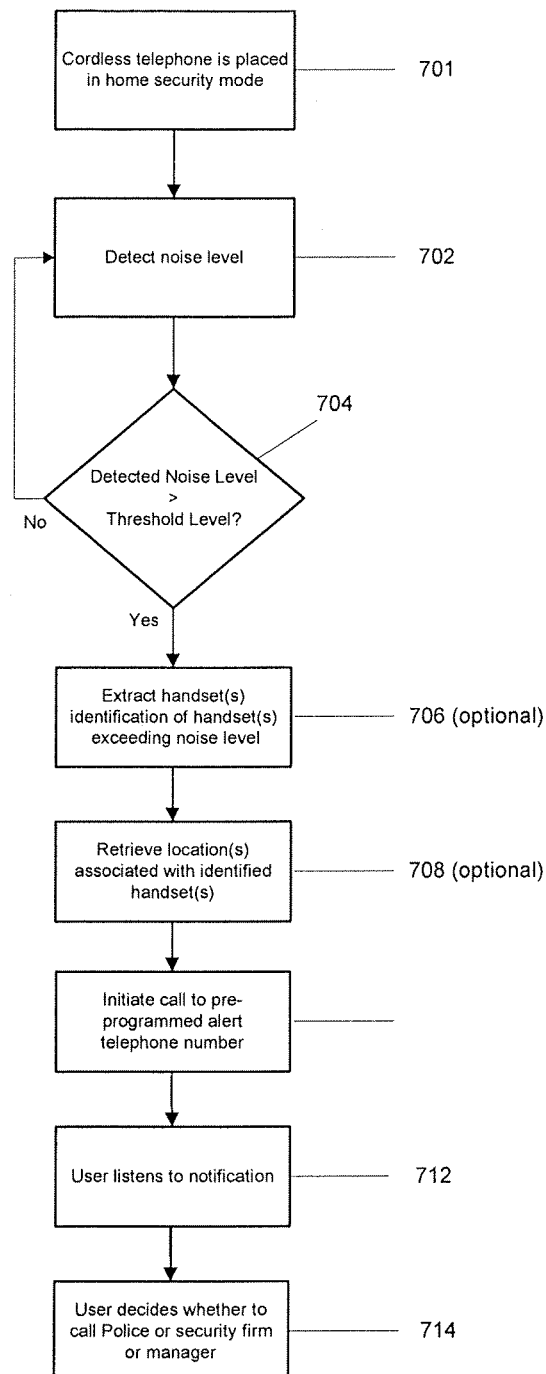 Cordless telephone is placed
in home security mode
701
Detect noise level
702
704
Detected Noise Level
>
Threshold Level?
No
Yes
Extract handset(s)
identification of handset(s)
exceeding noise level
706 (optional)
Retrieve location(s)
associated with identified
handset(s)
708 (optional)
Initiate call to pre-
programmed alert
telephone number
User listens to notification
712
User decides whether to
call Police or security firm
or manager
714